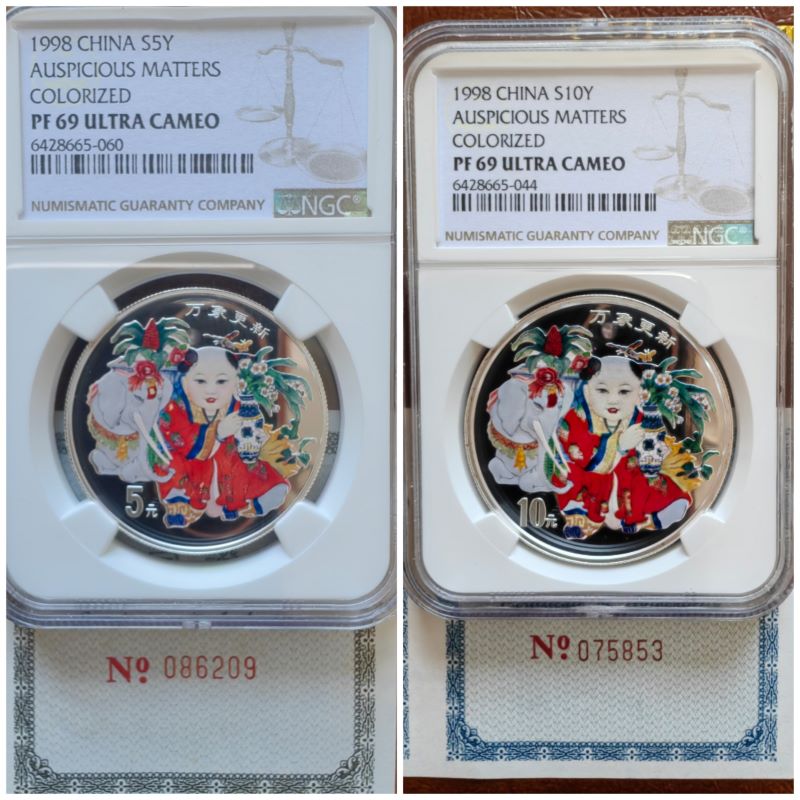 1998 CHINA S5Y
AUSPICIOUS MATTERS
COLORIZED
PF 69 ULTRA CAMEO
6428665-060
NUMISMATIC GUARANTY COMPANY
NGC®
万象更新
5元
Nº 086209
1998 CHINA S10Y
AUSPICIOUS MATTERS
COLORIZED
PF 69 ULTRA CAMEO
6428665-044
NUMISMATIC GUARANTY COMPANY
NGC®
万象更新
10元
Nº 075853